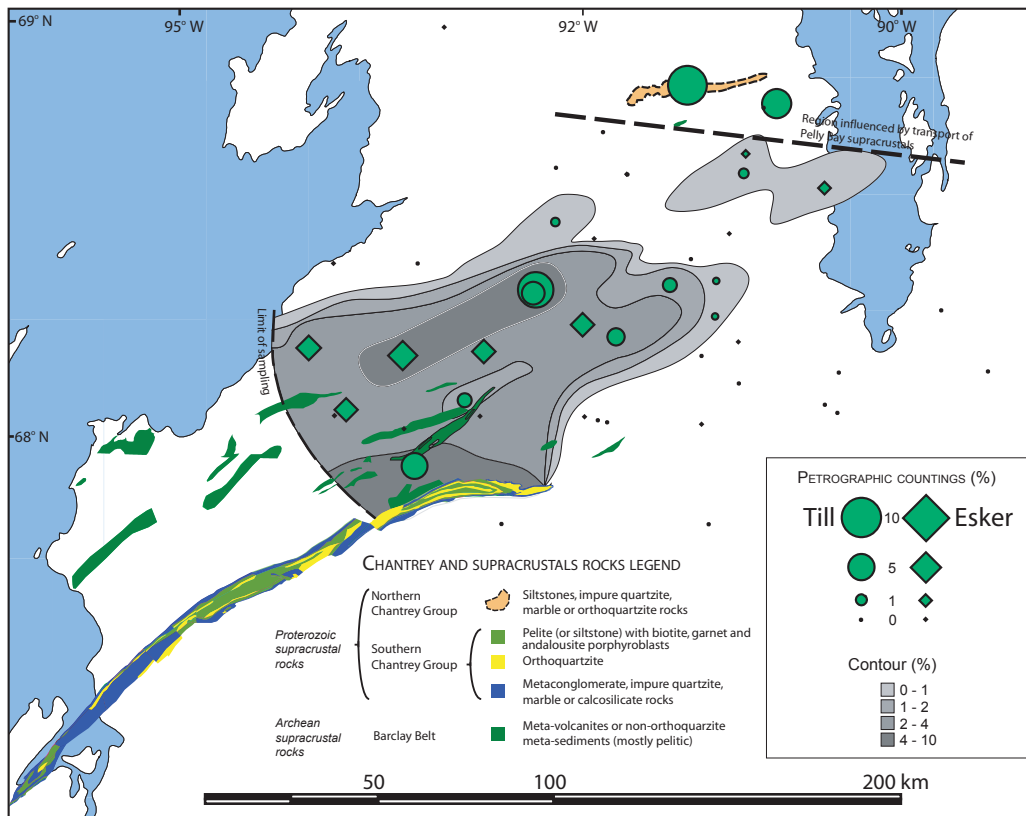 69° N
95° W
92° W
90° W
Region influenced by transport of
Pelly Bay supracrustals
Limit of sampling
68° N
PETROGRAPHIC COUNTINGS (%)
Till 10 Esker
5
1
0
Contour (%)
0 - 1
1 - 2
2 - 4
4 - 10
CHANTREY AND SUPRACRUSTALS ROCKS LEGEND
Proterozoic
supracrustal
rocks
Northern
Chantrey Group
Siltstones, impure quartzite,
marble or orthoquartzite rocks
Southern
Chantrey Group
Pelite (or siltstone) with biotite, garnet and
andalousite porphyroblasts
Orthoquartzite
Metaconglomerate, impure quartzite,
marble or calcosilicate rocks
Archean
supracrustal
rocks
Barclay Belt
Meta-volcanites or non-orthoquarzite
meta-sediments (mostly pelitic)
50
100
200 km